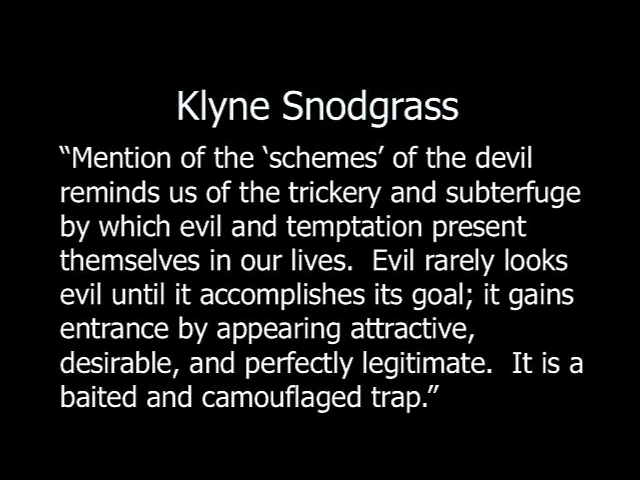 Klyne Snodgrass
“Mention of the ‘schemes’ of the devil
reminds us of the trickery and subterfuge
by which evil and temptation present
themselves in our lives.  Evil rarely looks
evil until it accomplishes its goal; it gains
entrance by appearing attractive,
desirable, and perfectly legitimate.  It is a
baited and camouflaged trap.”